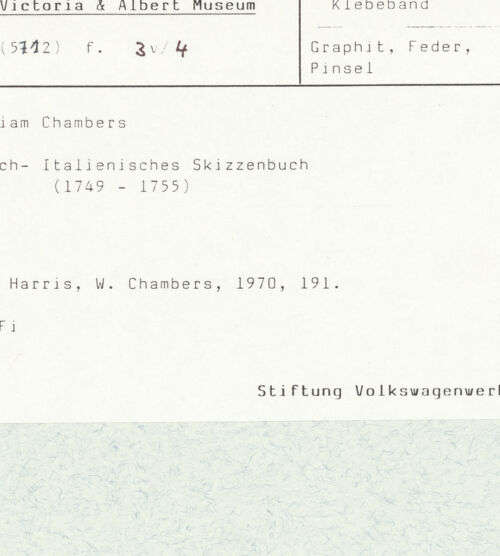 Victoria & Albert Museum
Klebeband
(5712) f. 3v/4
Graphit, Feder,
Pinsel
iam Chambers
ch- Italienisches Skizzenbuch
(1749 - 1755)
Harris, W. Chambers, 1970, 191.
Fi
Stiftung Volkswagenwerk